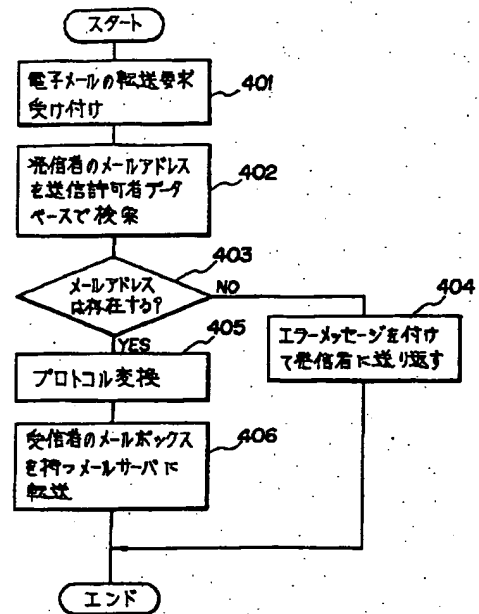 スタート
電子メールの転送要求
受け付け
401
発信者のメールアドレス
を送信許可者データ
ベースで検索
402
メールアドレス
は存在する?
403
NO
404
エラーメッセージを付け
て発信者に送り返す
YES
405
プロトコル変換
受信者のメールボックス
を持つメールサーバに
転送
406
エンド